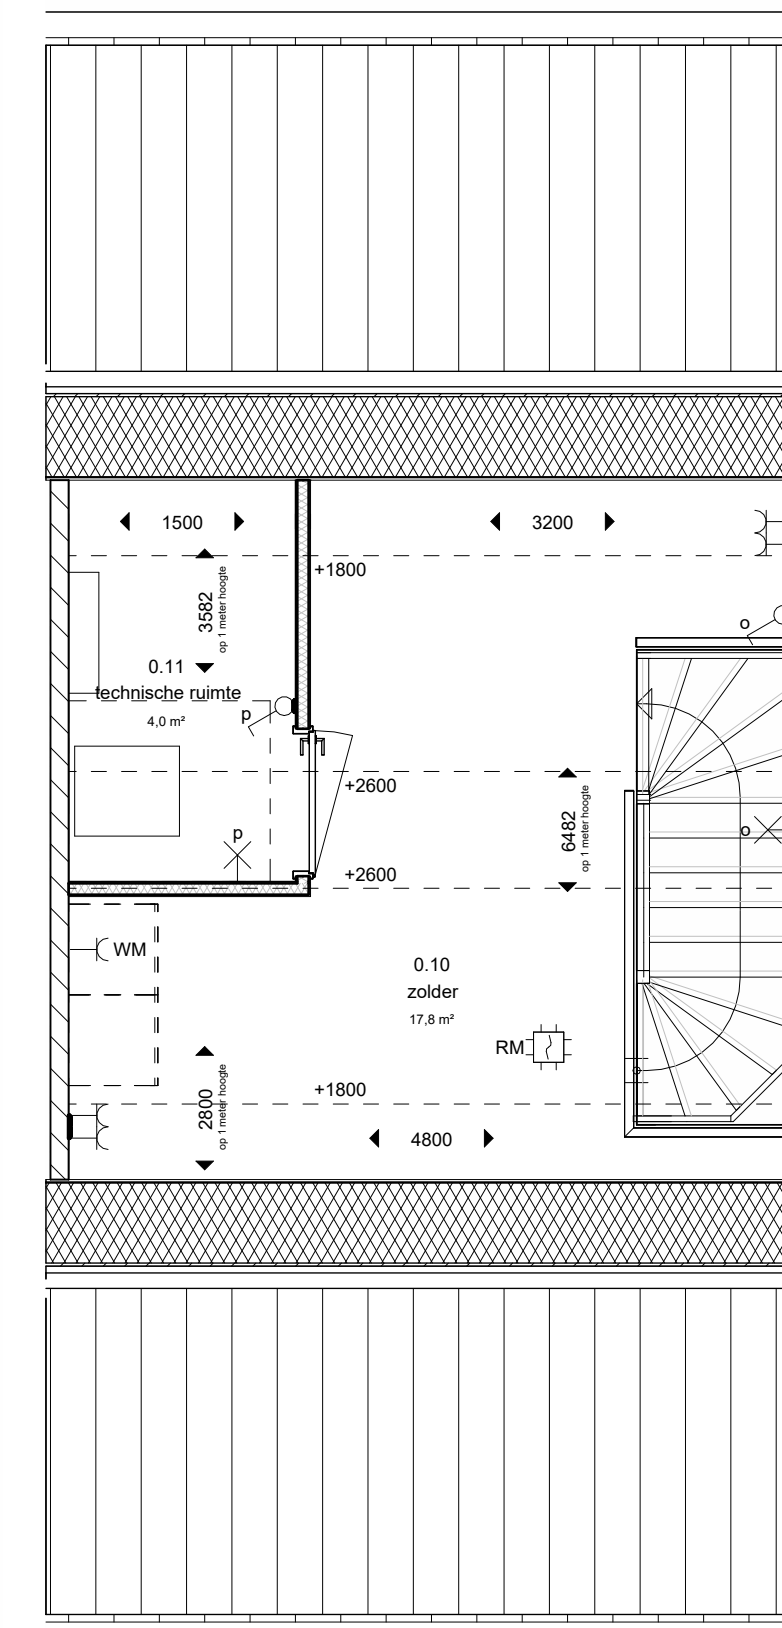 1500
3200
+1800
3582
op 1 meter hoogte
o
0.11
technische ruimte
4,0 m²
p
+2600
6482
op 1 meter hoogte
o
p
+2600
WM
0.10
zolder
17,8 m²
RM
+1800
2800
op 1 meter hoogte
4800